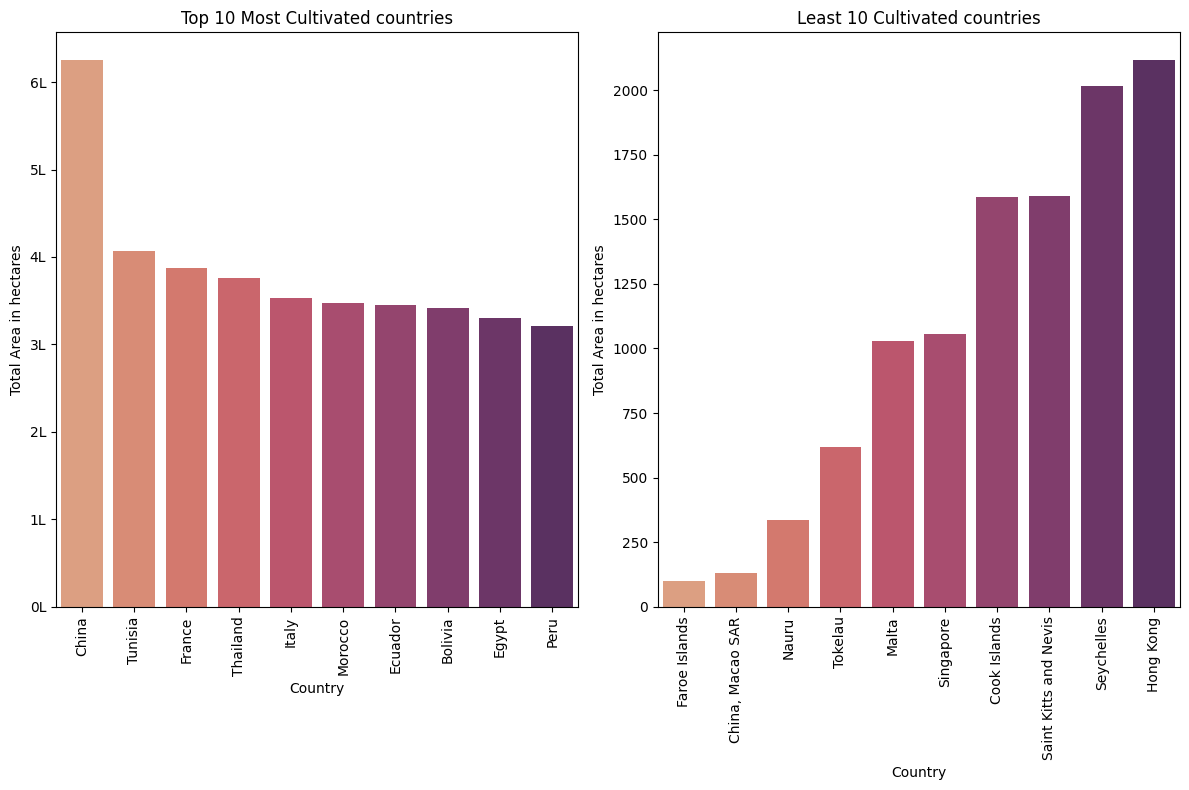 Top 10 Most Cultivated countries
Total Area in hectares
6L
5L
4L
3L
2L
1L
0L
China
Tunisia
France
Thailand
Italy
Morocco
Ecuador
Bolivia
Egypt
Peru
Country
Least 10 Cultivated countries
Total Area in hectares
2000
1750
1500
1250
1000
750
500
250
0
Faroe Islands
China, Macao SAR
Nauru
Tokelau
Malta
Singapore
Cook Islands
Saint Kitts and Nevis
Seychelles
Hong Kong
Country